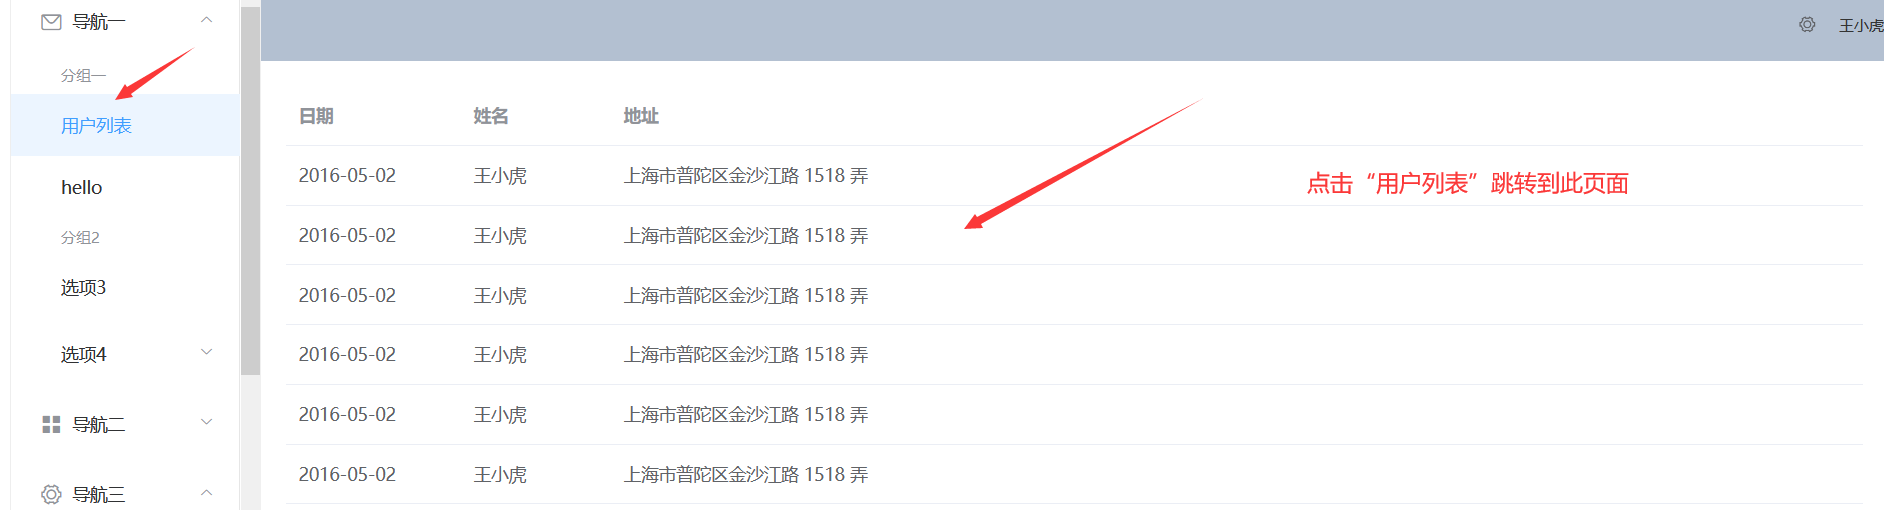 导航一
分组一
用户列表
hello
分组2
选项3
选项4
导航二
导航三
王小虎
日期 姓名 地址
2016-05-02 王小虎 上海市普陀区金沙江路 1518 弄
2016-05-02 王小虎 上海市普陀区金沙江路 1518 弄
2016-05-02 王小虎 上海市普陀区金沙江路 1518 弄
2016-05-02 王小虎 上海市普陀区金沙江路 1518 弄
2016-05-02 王小虎 上海市普陀区金沙江路 1518 弄
2016-05-02 王小虎 上海市普陀区金沙江路 1518 弄
点击“用户列表”跳转到此页面